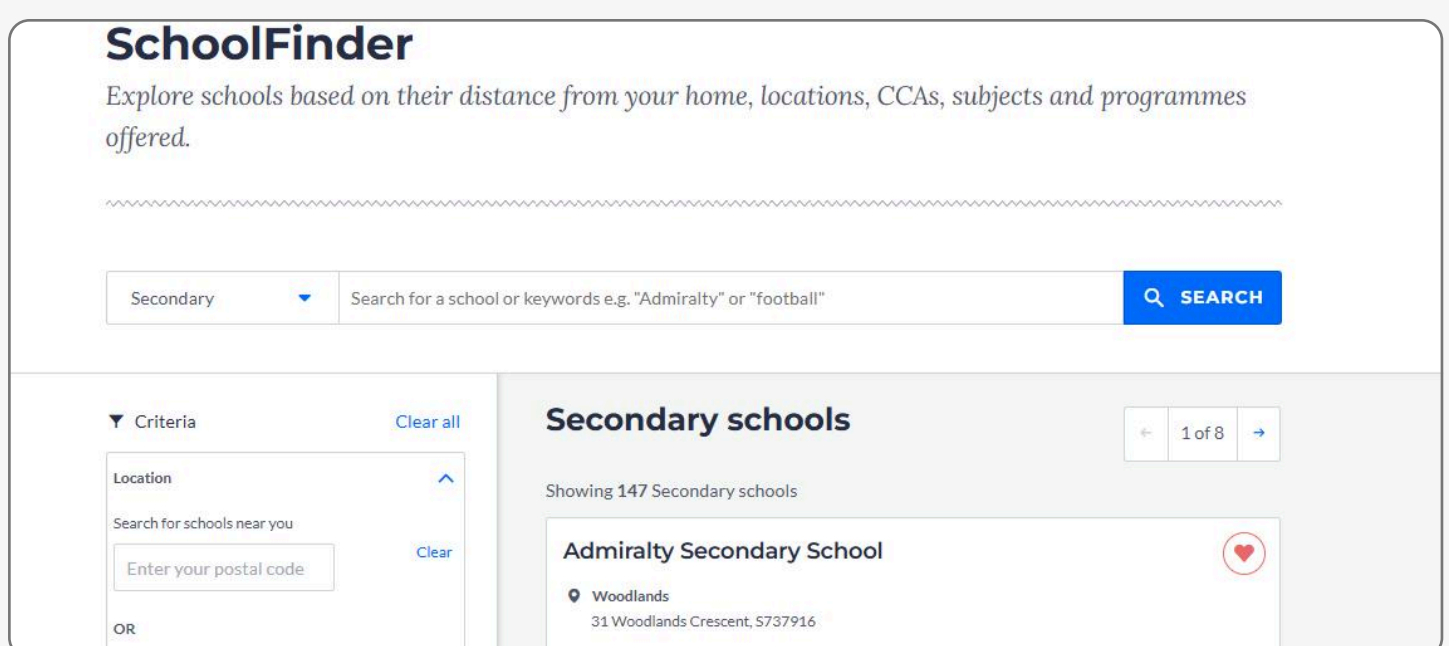 SchoolFinder
Explore schools based on their distance from your home, locations, CCAs, subjects and programmes
offered.
Secondary
Search for a school or keywords e.g. "Admiralty" or "football"
SEARCH
Criteria
Clear all
Location
Search for schools near you
Enter your postal code
Clear
OR
Secondary schools
← 1 of 8 →
Showing 147 Secondary schools
Admiralty Secondary School
Woodlands
31 Woodlands Crescent, S737916